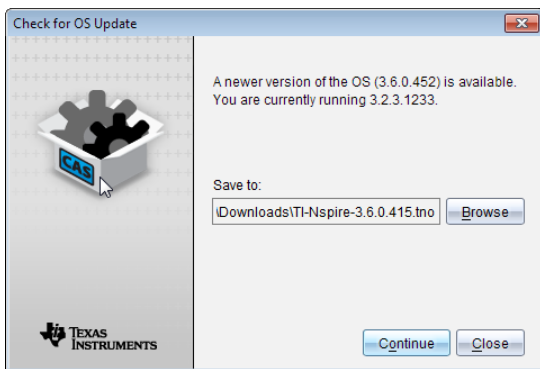 Check for OS Update
A newer version of the OS (3.6.0.452) is available.
You are currently running 3.2.3.1233.
CAS
Save to:
\Downloads\TI-Nspire-3.6.0.415.tno
Browse
TEXAS
INSTRUMENTS
Continue
Close